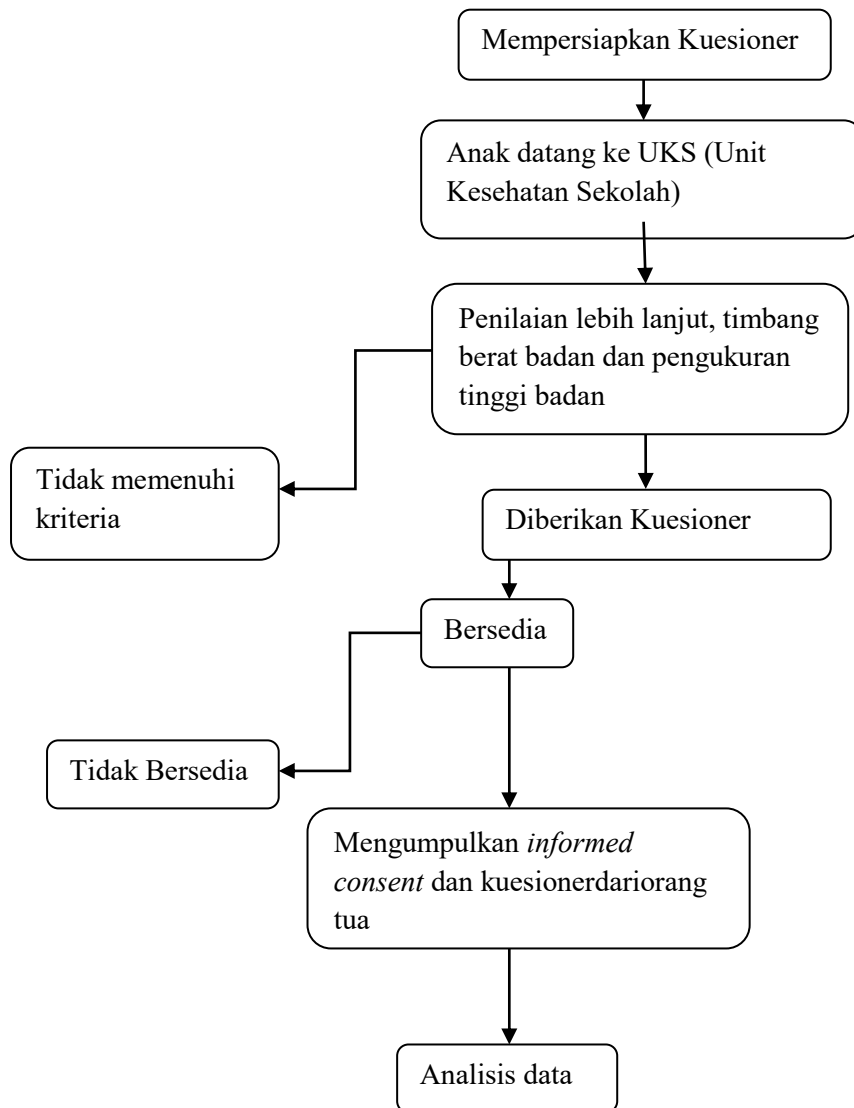 Mempersiapkan Kuesioner
Anak datang ke UKS (Unit
Kesehatan Sekolah)
Penilaian lebih lanjut, timbang
berat badan dan pengukuran
tinggi badan
Tidak memenuhi
kriteria
Diberikan Kuesioner
Bersedia
Tidak Bersedia
Mengumpulkan informed
consent dan kuesionerdariorang
tua
Analisis data